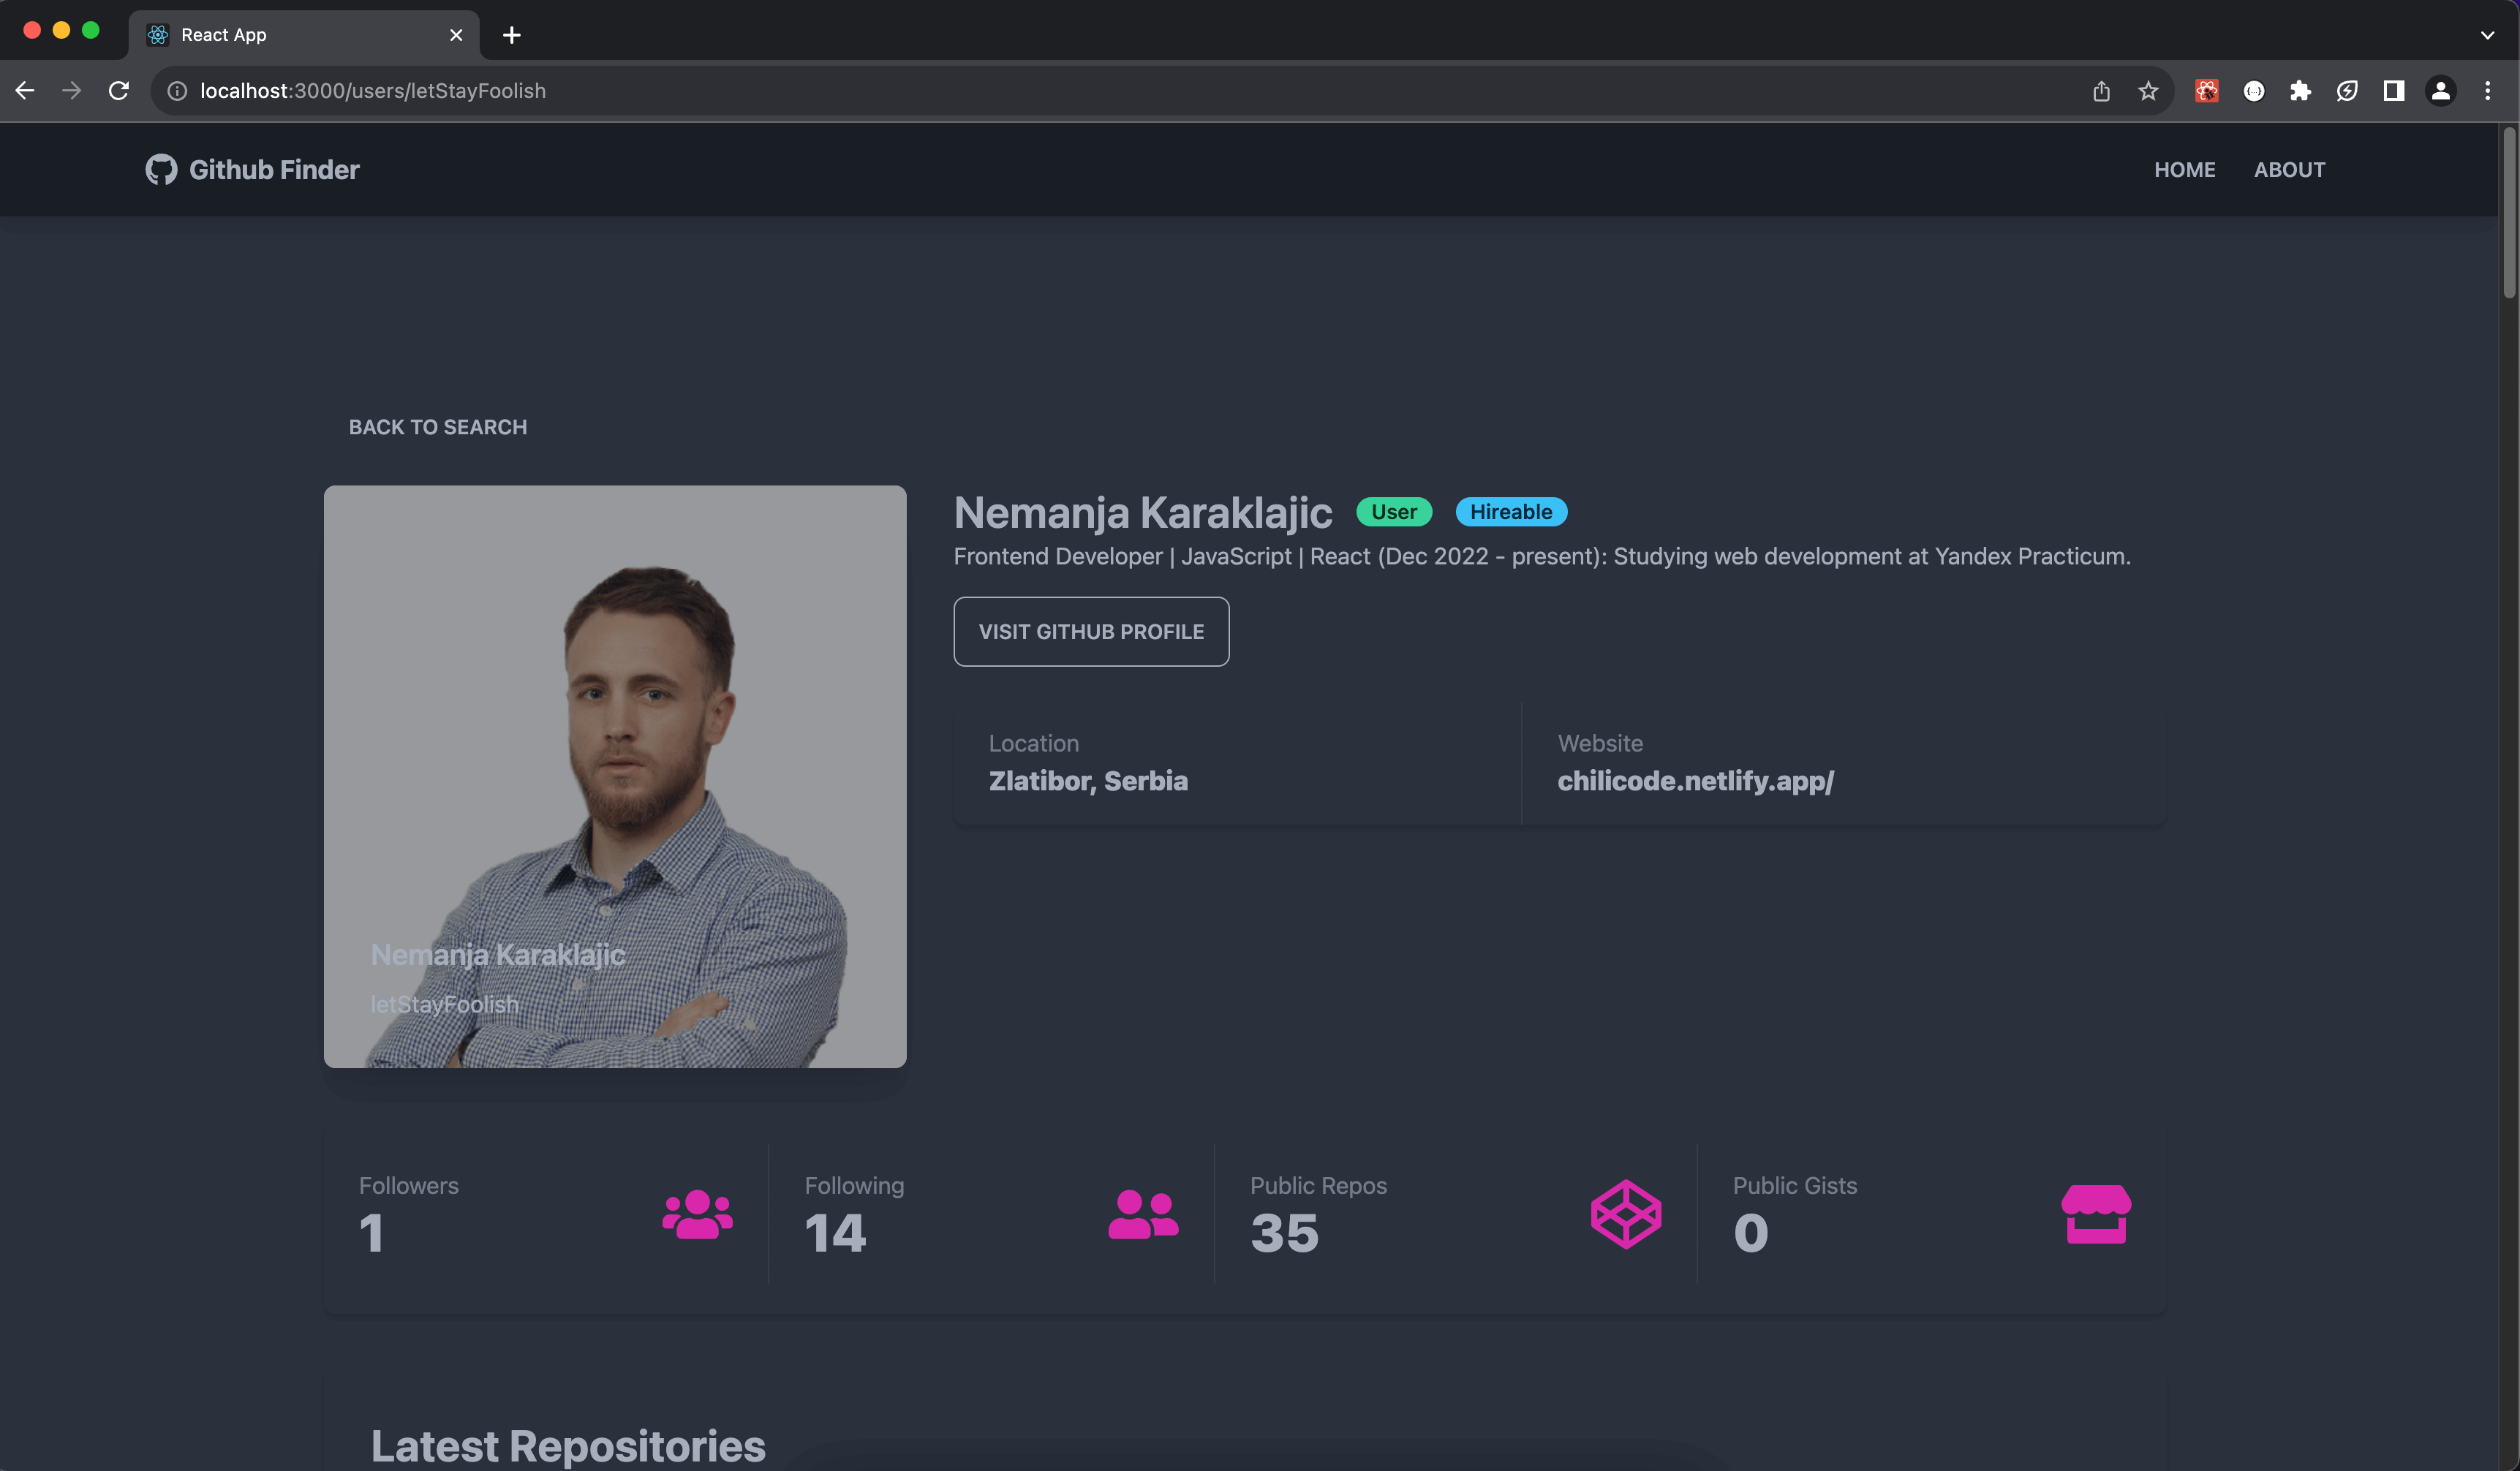 React App
localhost:3000/users/letStayFoolish
Github Finder
HOME
ABOUT
BACK TO SEARCH
Nemanja Karaklajic
User
Hireable
Frontend Developer | JavaScript | React (Dec 2022 - present): Studying web development at Yandex Practicum.
VISIT GITHUB PROFILE
Location
Zlatibor, Serbia
Website
chilicode.netlify.app/
Nemanja Karaklajic
letStayFoolish
Followers
1
Following
14
Public Repos
35
Public Gists
0
Latest Repositories